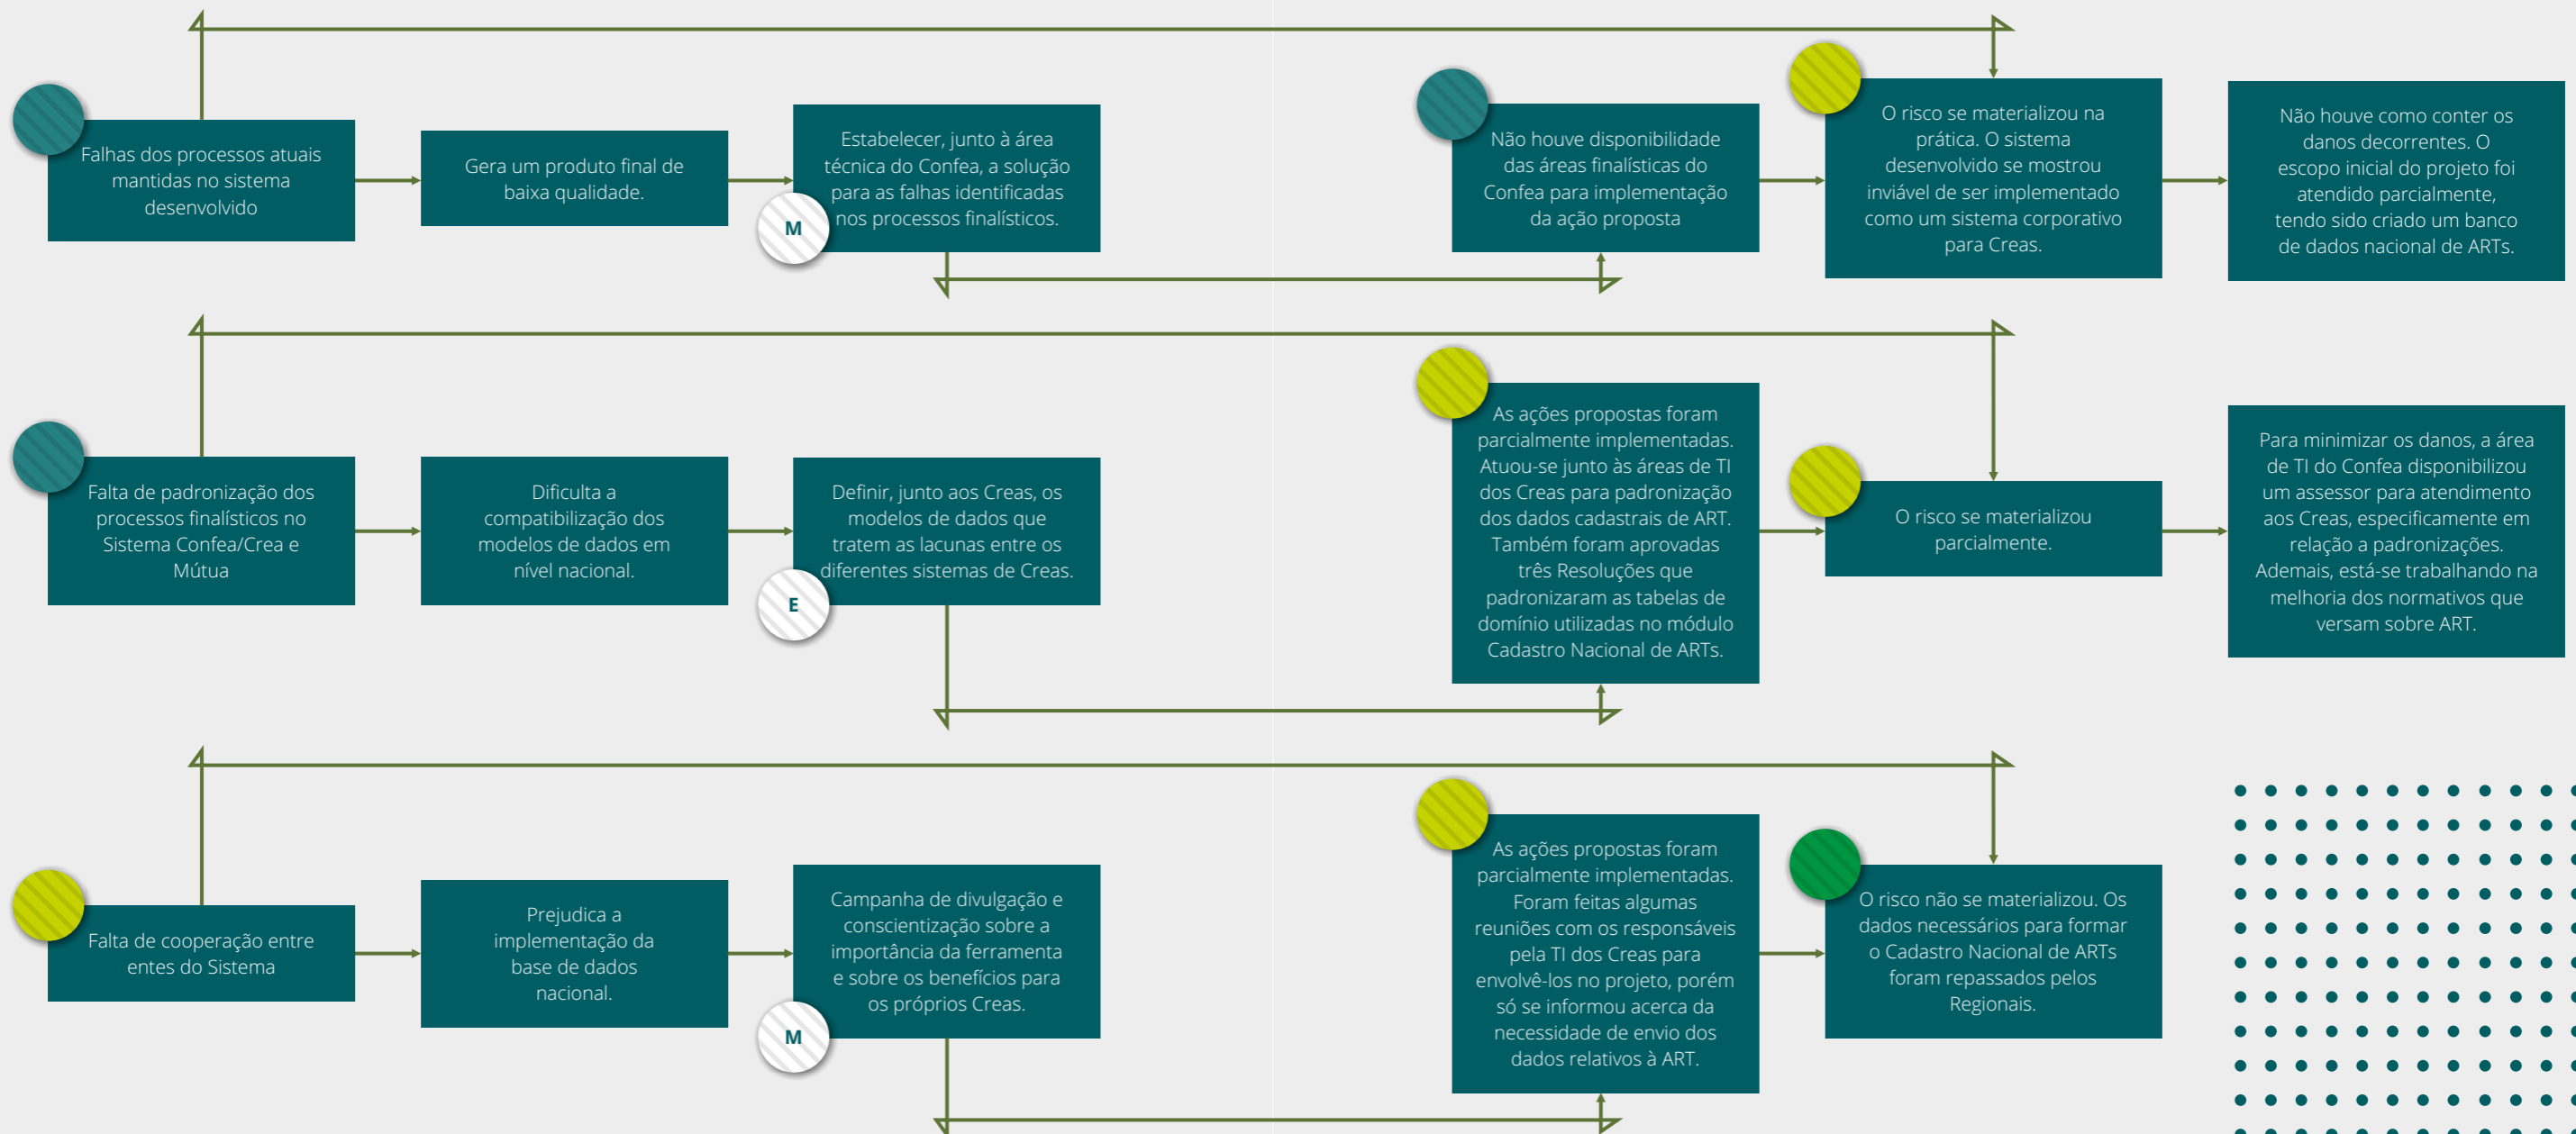 Falhas dos processos atuais
mantidas no sistema
desenvolvido
Gera um produto final de
baixa qualidade.
Estabelecer, junto à área
técnica do Confea, a solução
para as falhas identificadas
nos processos finalísticos.
M
Não houve disponibilidade
das áreas finalísticas do
Confea para implementação
da ação proposta
O risco se materializou na
prática. O sistema
desenvolvido se mostrou
inviável de ser implementado
como um sistema corporativo
para Creas.
Não houve como conter os
danos decorrentes. O
escopo inicial do projeto foi
atendido parcialmente,
tendo sido criado um banco
de dados nacional de ARTs.
Falta de padronização dos
processos finalísticos no
Sistema Confea/Crea e
Mútua
Dificulta a
compatibilização dos
modelos de dados em
nível nacional.
Definir, junto aos Creas, os
modelos de dados que
tratem as lacunas entre os
diferentes sistemas de Creas.
E
As ações propostas foram
parcialmente implementadas.
Atuou-se junto às áreas de TI
dos Creas para padronização
dos dados cadastrais de ART.
Também foram aprovadas
três Resoluções que
padronizaram as tabelas de
domínio utilizadas no módulo
Cadastro Nacional de ARTs.
O risco se materializou
parcialmente.
Para minimizar os danos, a área
de TI do Confea disponibilizou
um assessor para atendimento
aos Creas, especificamente em
relação a padronizações.
Ademais, está-se trabalhando na
melhoria dos normativos que
versam sobre ART.
Falta de cooperação entre
entes do Sistema
Prejudica a
implementação da
base de dados
nacional.
Campanha de divulgação e
conscientização sobre a
importância da ferramenta
e sobre os benefícios para
os próprios Creas.
M
As ações propostas foram
parcialmente implementadas.
Foram feitas algumas
reuniões com os responsáveis
pela TI dos Creas para
envolvê-los no projeto, porém
só se informou acerca da
necessidade de envio dos
dados relativos à ART.
O risco não se materializou. Os
dados necessários para formar
o Cadastro Nacional de ARTs
foram repassados pelos
Regionais.